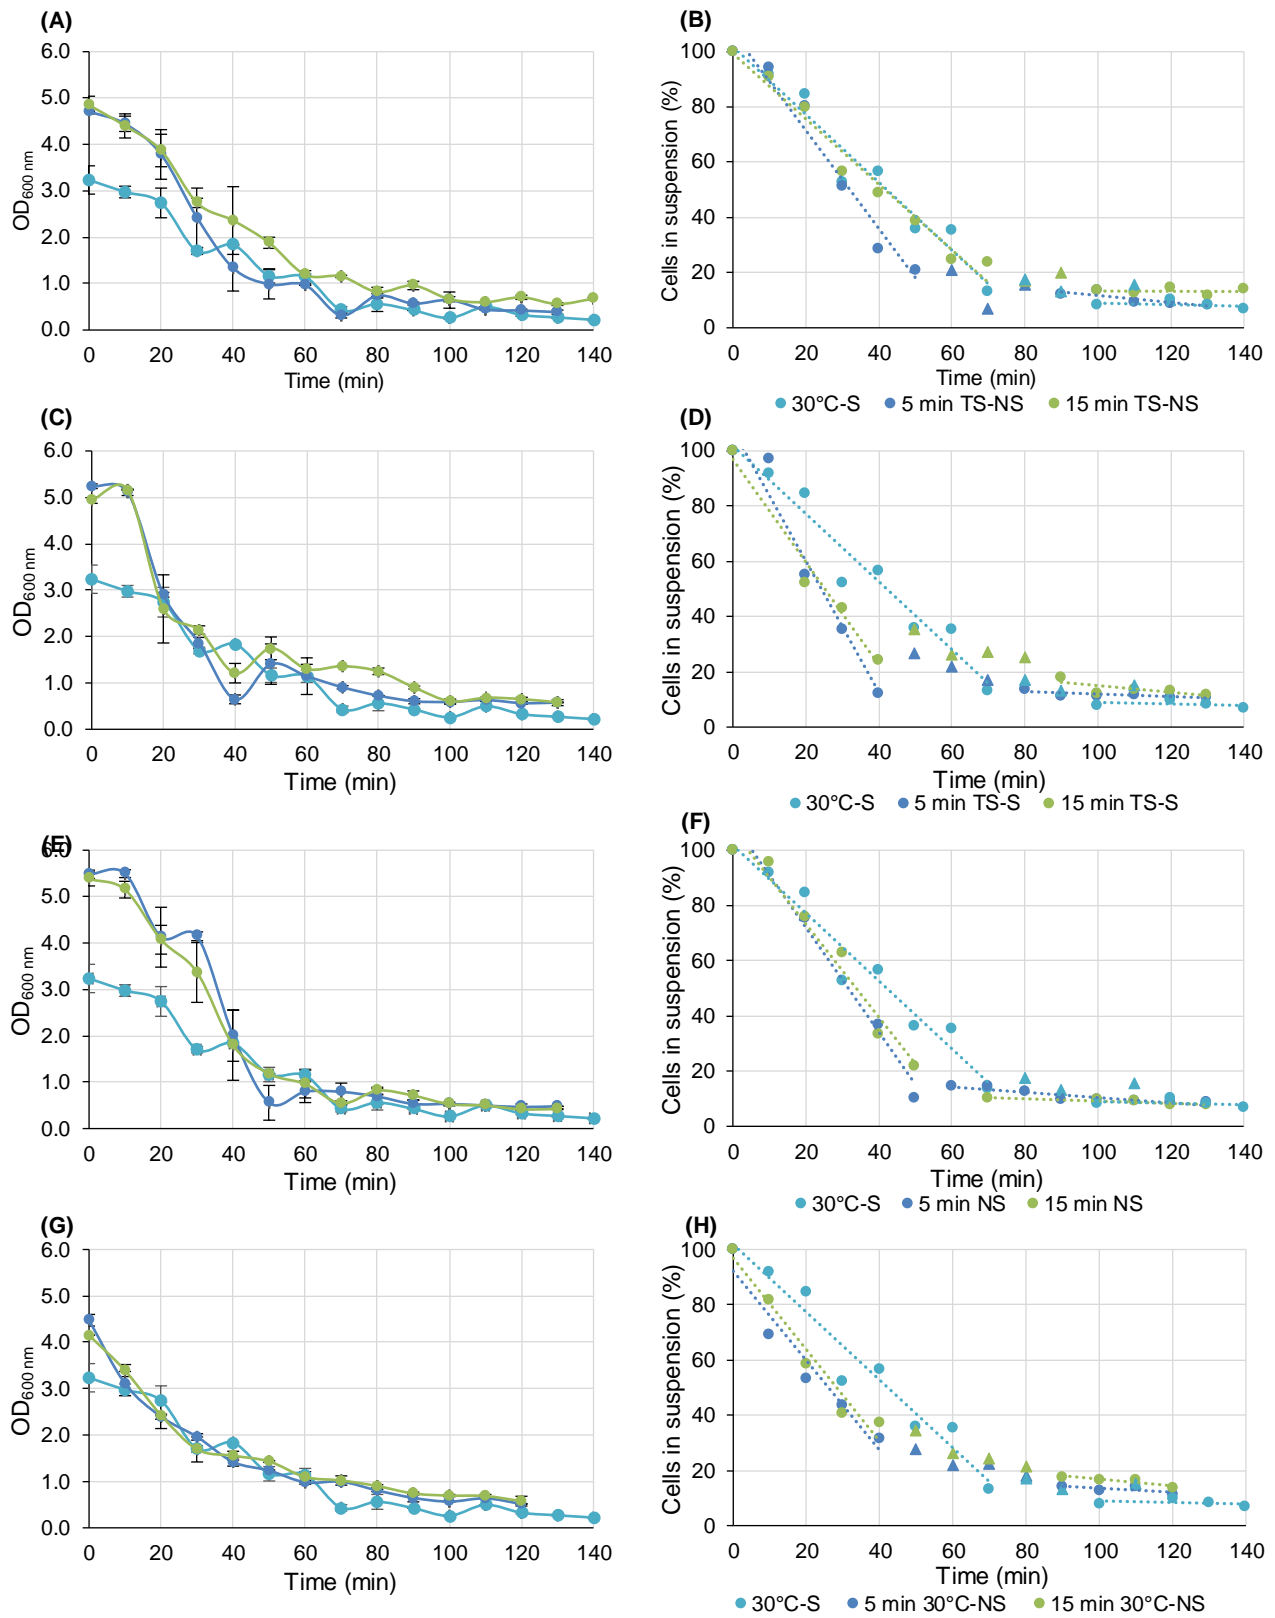 (A)
6.0
5.0
4.0
3.0
2.0
1.0
0.0
OD600 nm
0 20 40 60 80 100 120 140
Time (min)
(B)
100
80
60
40
20
0
Cells in suspension (%)
0 20 40 60 80 100 120 140
Time (min)
30°C-S 5 min TS-NS 15 min TS-NS
(C)
6.0
5.0
4.0
3.0
2.0
1.0
0.0
OD600 nm
0 20 40 60 80 100 120 140
Time (min)
(D)
100
80
60
40
20
0
Cells in suspension (%)
0 20 40 60 80 100 120 140
Time (min)
30°C-S 5 min TS-S 15 min TS-S
(E)
6.0
5.0
4.0
3.0
2.0
1.0
0.0
OD600 nm
0 20 40 60 80 100 120 140
Time (min)
(F)
100
80
60
40
20
0
Cells in suspension (%)
0 20 40 60 80 100 120 140
Time (min)
30°C-S 5 min NS 15 min NS
(G)
6.0
5.0
4.0
3.0
2.0
1.0
0.0
OD600 nm
0 20 40 60 80 100 120 140
Time (min)
(H)
100
80
60
40
20
0
Cells in suspension (%)
0 20 40 60 80 100 120 140
Time (min)
30°C-S 5 min 30°C-NS 15 min 30°C-NS